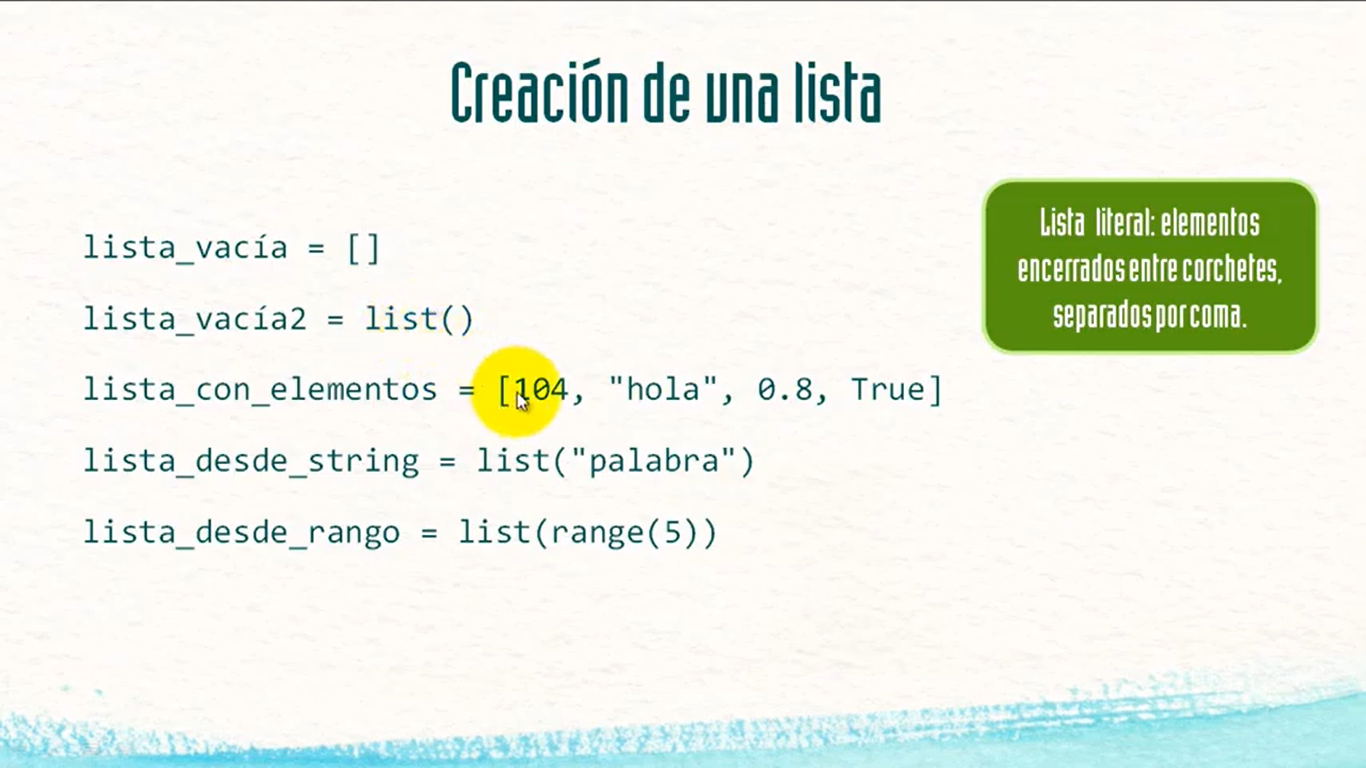 Creación de una lista
lista_vacía = []
lista_vacía2 = list()
lista_con_elementos = [104, "hola", 0.8, True]
lista_desde_string = list("palabra")
lista_desde_rango = list(range(5))
Lista literal: elementos
encerrados entre corchetes,
separados por coma.